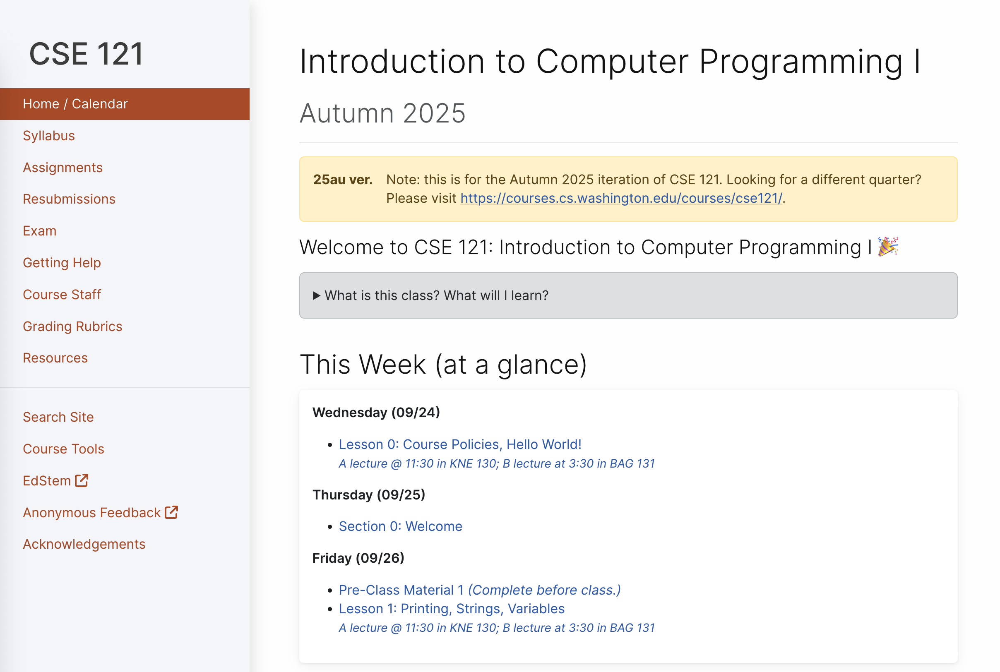 CSE 121
Home / Calendar
Syllabus
Assignments
Resubmissions
Exam
Getting Help
Course Staff
Grading Rubrics
Resources
Search Site
Course Tools
EdStem
Anonymous Feedback
Acknowledgements
Introduction to Computer Programming I
Autumn 2025
25au ver. Note: this is for the Autumn 2025 iteration of CSE 121. Looking for a different quarter?
Please visit https://courses.cs.washington.edu/courses/cse121/.
Welcome to CSE 121: Introduction to Computer Programming I 🎉
▶ What is this class? What will I learn?
This Week (at a glance)
Wednesday (09/24)
• Lesson 0: Course Policies, Hello World!
A lecture @ 11:30 in KNE 130; B lecture at 3:30 in BAG 131
Thursday (09/25)
• Section 0: Welcome
Friday (09/26)
• Pre-Class Material 1 (Complete before class.)
• Lesson 1: Printing, Strings, Variables
A lecture @ 11:30 in KNE 130; B lecture at 3:30 in BAG 131